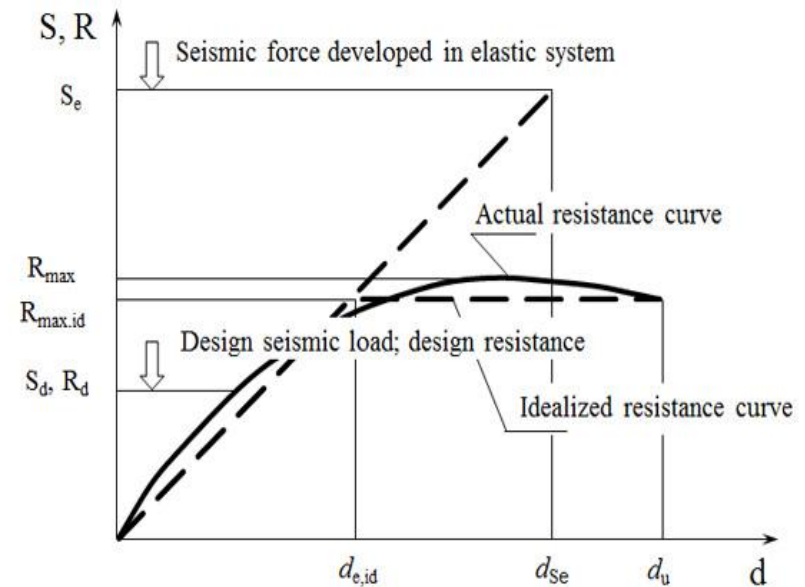 S, R
Seismic force developed in elastic system
Se
Actual resistance curve
Rmax
Rmax.id
Design seismic load; design resistance
Sd, Rd
Idealized resistance curve
de,id
dSe
du
d